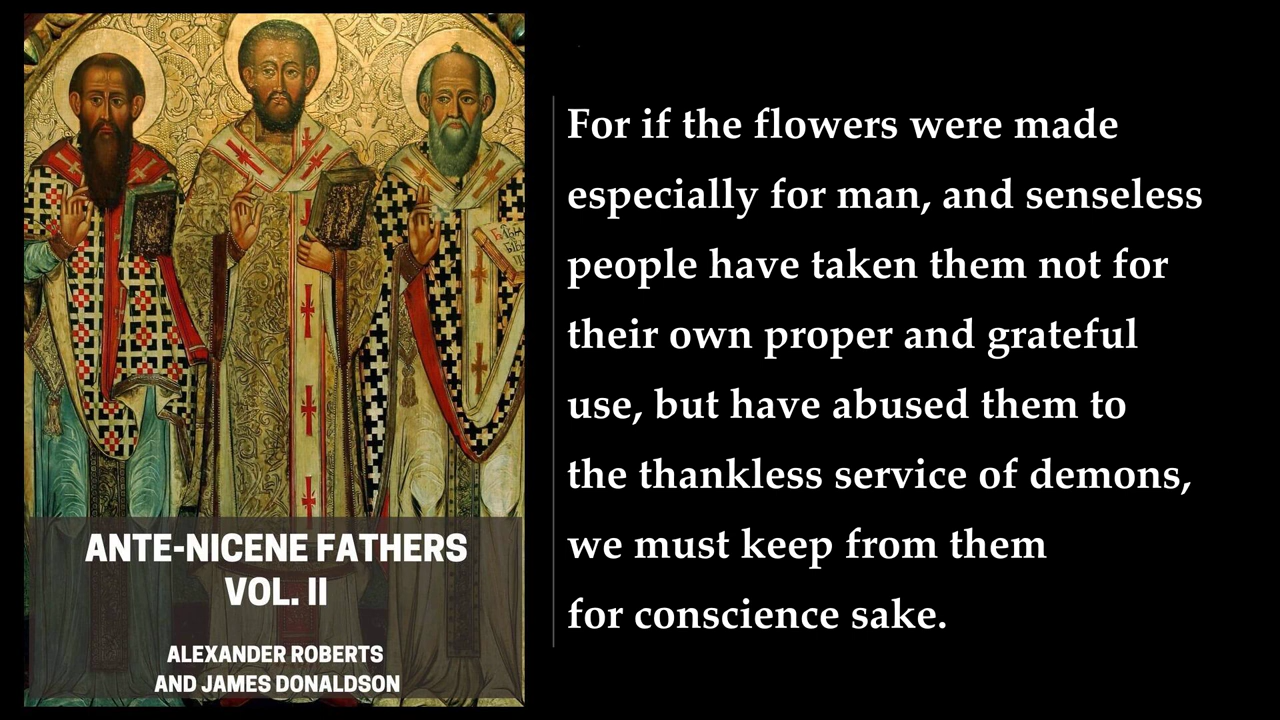 ANTE-NICENE FATHERS
VOL. II
ALEXANDER ROBERTS
AND JAMES DONALDSON
For if the flowers were made
especially for man, and senseless
people have taken them not for
their own proper and grateful
use, but have abused them to
the thankless service of demons,
we must keep from them
for conscience sake.